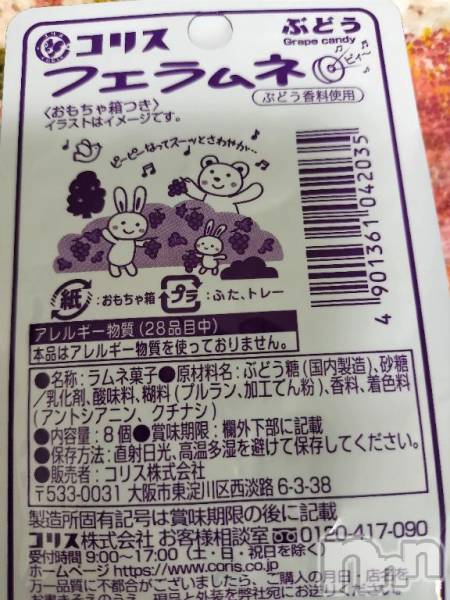 コリス
ぶどう
Grape candy
フエラムネ
ピィ〜
ぶどう香料使用
〈おもちゃ箱つき〉
イラストはイメージです。
ピーピーなってスーッとさわやか…
4 901361 042035
紙：おもちゃ箱
プラ：ふた、トレー
アレルギー物質(28品目中)
本品はアレルギー物質を使っておりません。
●名称：ラムネ菓子●原材料名：ぶどう糖(国内製造)、砂糖
/乳化剤、酸味料、糊料(プルラン、加工でん粉)、香料、着色料
(アントシアニン、クチナシ)
●内容量：8個●賞味期限：欄外下部に記載
●保存方法：直射日光、高温多湿を避けて保存してください。
●販売者：コリス株式会社
〒533-0031 大阪市東淀川区西淡路6-3-38
製造所固有記号は賞味期限の後に記載
コリス株式会社 お客様相談室 0120-417-090
受付時間 9:00〜17:00(土・日・祝日を除く)
ホームページ https://www.coris.co.jp
万一品質に不都合がございましたら、ご購入の月日、店名を